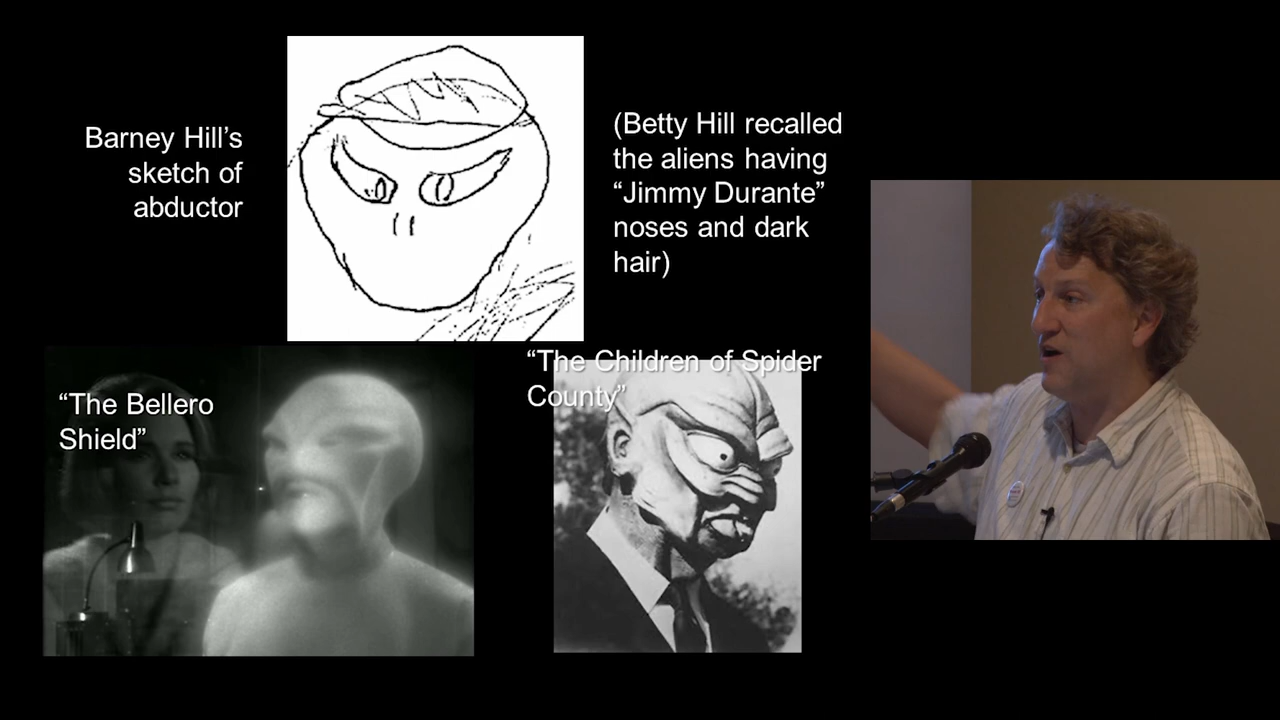 Barney Hill’s
sketch of
abductor
(Betty Hill recalled
the aliens having
“Jimmy Durante”
noses and dark
hair)
“The Bellero
Shield”
“The Children of Spider
County”